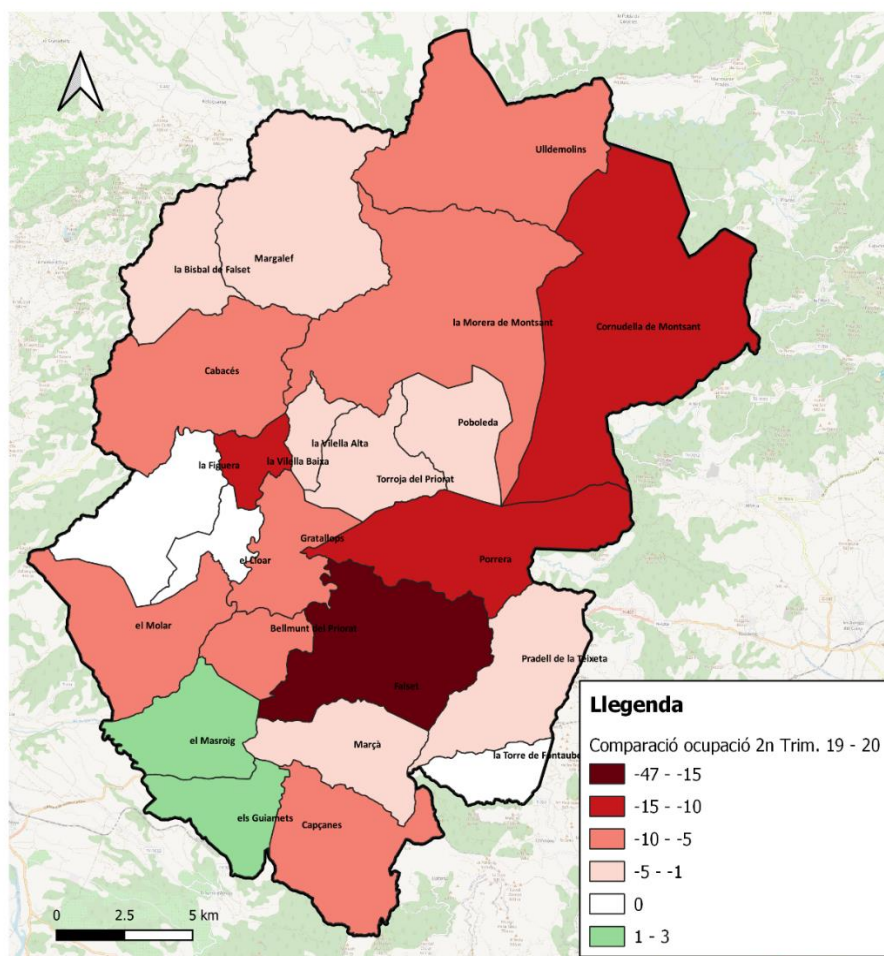 Ulldemolins
Margalef
la Bisbal de Falset
la Morera de Montsant
Cornudella de Montsant
Cabacés
Poboleda
la Vilella Alta
la Figuera
la Vilella Baixa
Torroja del Priorat
Gratallops
el Lloar
Porrera
el Molar
Bellmunt del Priorat
Pradell de la Teixeta
Falset
el Masroig
Marçà
la Torre de Fontaube
els Guiamets
Capçanes
Llegenda
Comparació ocupació 2n Trim. 19 - 20
-47 - -15
-15 - -10
-10 - -5
-5 - -1
0
1 - 3
0 2.5 5 km